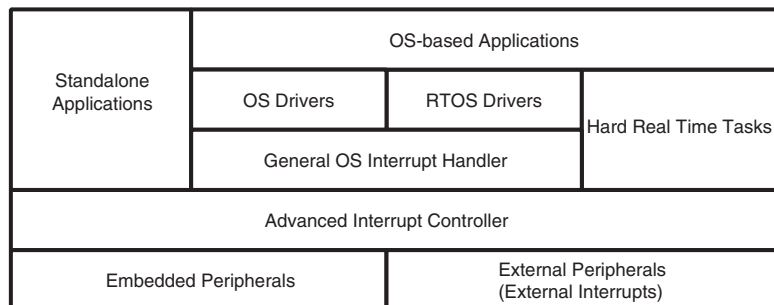 OS-based Applications
Standalone
Applications
OS Drivers
RTOS Drivers
Hard Real Time Tasks
General OS Interrupt Handler
Advanced Interrupt Controller
Embedded Peripherals
External Peripherals
(External Interrupts)